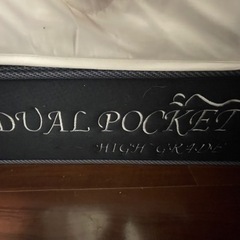 DUAL POCKET
HIGH GRADE